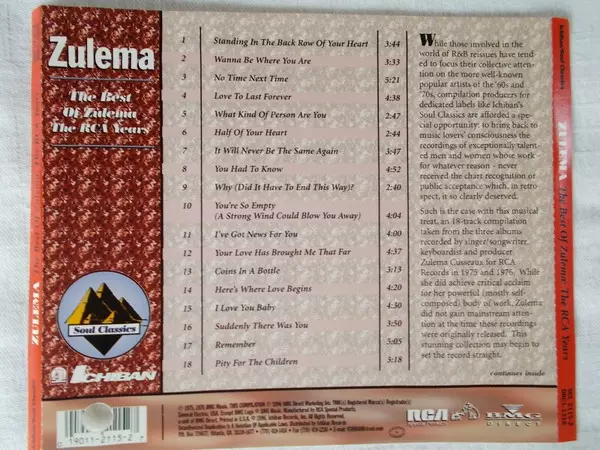 Zulema
The Best
Of Zulema
The RCA Years
1 Standing In The Back Row Of Your Heart 3:44
2 Wanna Be Where You Are 3:33
3 No Time Next Time 5:21
4 Love To Last Forever 4:38
5 What Kind Of Person Are You 2:47
6 Half Of Your Heart 2:44
7 It Will Never Be The Same Again 3:47
8 You Had To Know 4:52
9 Why (Did It Have To End This Way)? 2:40
10 You're So Empty
(A Strong Wind Could Blow You Away) 4:04
11 I've Got News For You 4:00
12 Your Love Has Brought Me That Far 4:37
13 Coins In A Bottle 3:13
14 Here's Where Love Begins 4:20
15 I Love You Baby 4:30
16 Suddenly There Was You 3:50
17 Remember 5:05
18 Pity For The Children 3:18
While those involved in the
world of R&B reissues have tend-
ed to focus their collective atten-
tion on the more well-known
popular artists of the '60s and
'70s, compilation producers for
dedicated labels like Ichiban's
Soul Classics are afforded a spe-
cial opportunity: to bring back to
music lovers' consciousness the
recordings of exceptionally talent-
ed men and women whose work -
for whatever reason - never
received the chart recognition or
public acceptance which, in retro-
spect, it so clearly deserved.
Such is the case with this musical
treat, an 18-track compilation
taken from the three albums
recorded by singer/songwriter,
keyboardist and producer
Zulema Cusseaux for RCA
Records in 1975 and 1976. While
she did achieve critical acclaim
for her powerful (mostly self-
composed) body of work, Zulema
did not gain mainstream atten-
tion at the time these recordings
were originally released. This
stunning collection may begin to
set the record straight.
continues inside
Soul Classics
ICHIBAN
RCA
BMG
DIRECT
0 19011-2115-2
ZULEMA The Best Of Zulema: The RCA Years
ZULEMA